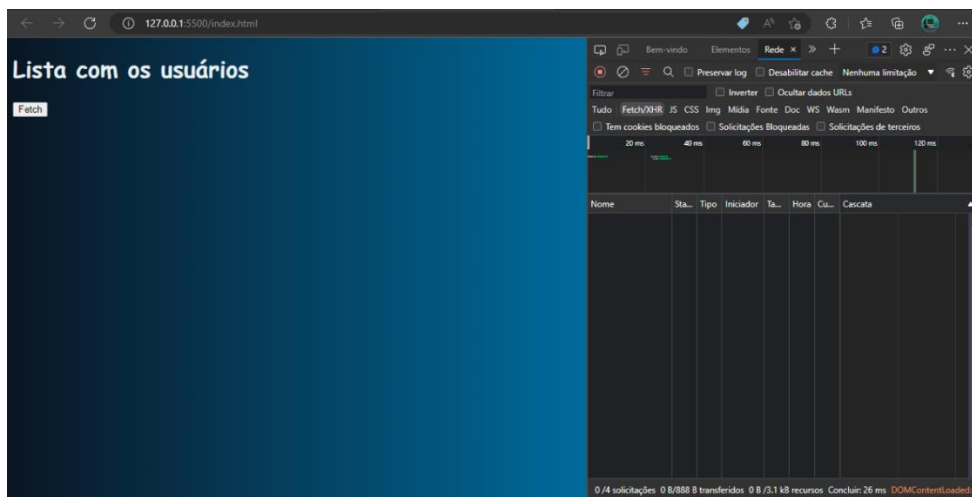 127.0.0.1:5500/index.html
Lista com os usuários
Fetch
Bem-vindo Elementos Rede 2
Preservar log Desabilitar cache Nenhuma limitação
Filtrar Inverter Ocultar dados URLs
Tudo Fetch/XHR JS CSS Img Mídia Fonte Doc WS Wasm Manifesto Outros
Tem cookies bloqueados Solicitações Bloqueadas Solicitações de terceiros
20 ms 40 ms 60 ms 80 ms 100 ms 120 ms
Nome Sta... Tipo Iniciador Ta... Hora Cu... Cascata
0 /4 solicitações 0 B/888 B transferidos 0 B /3.1 kB recursos Concluir: 26 ms DOMContentLoaded: